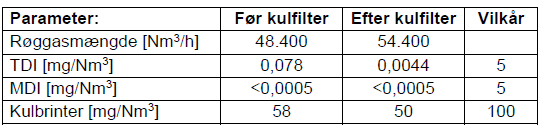 Parameter: Før kulfilter Efter kulfilter Vilkår
Røggasmængde [Nm³/h] 48.400 54.400
TDI [mg/Nm³] 0,078 0,0044 5
MDI [mg/Nm³] <0,0005 <0,0005 5
Kulbrinter [mg/Nm³] 58 50 100